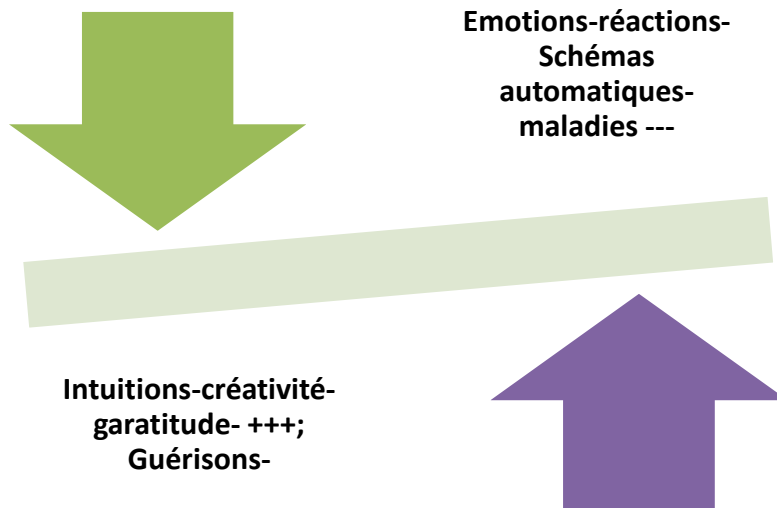 Emotions-réactions-
Schémas
automatiques-
maladies ---
Intuitions-créativité-
garatitude- +++;
Guérisons-